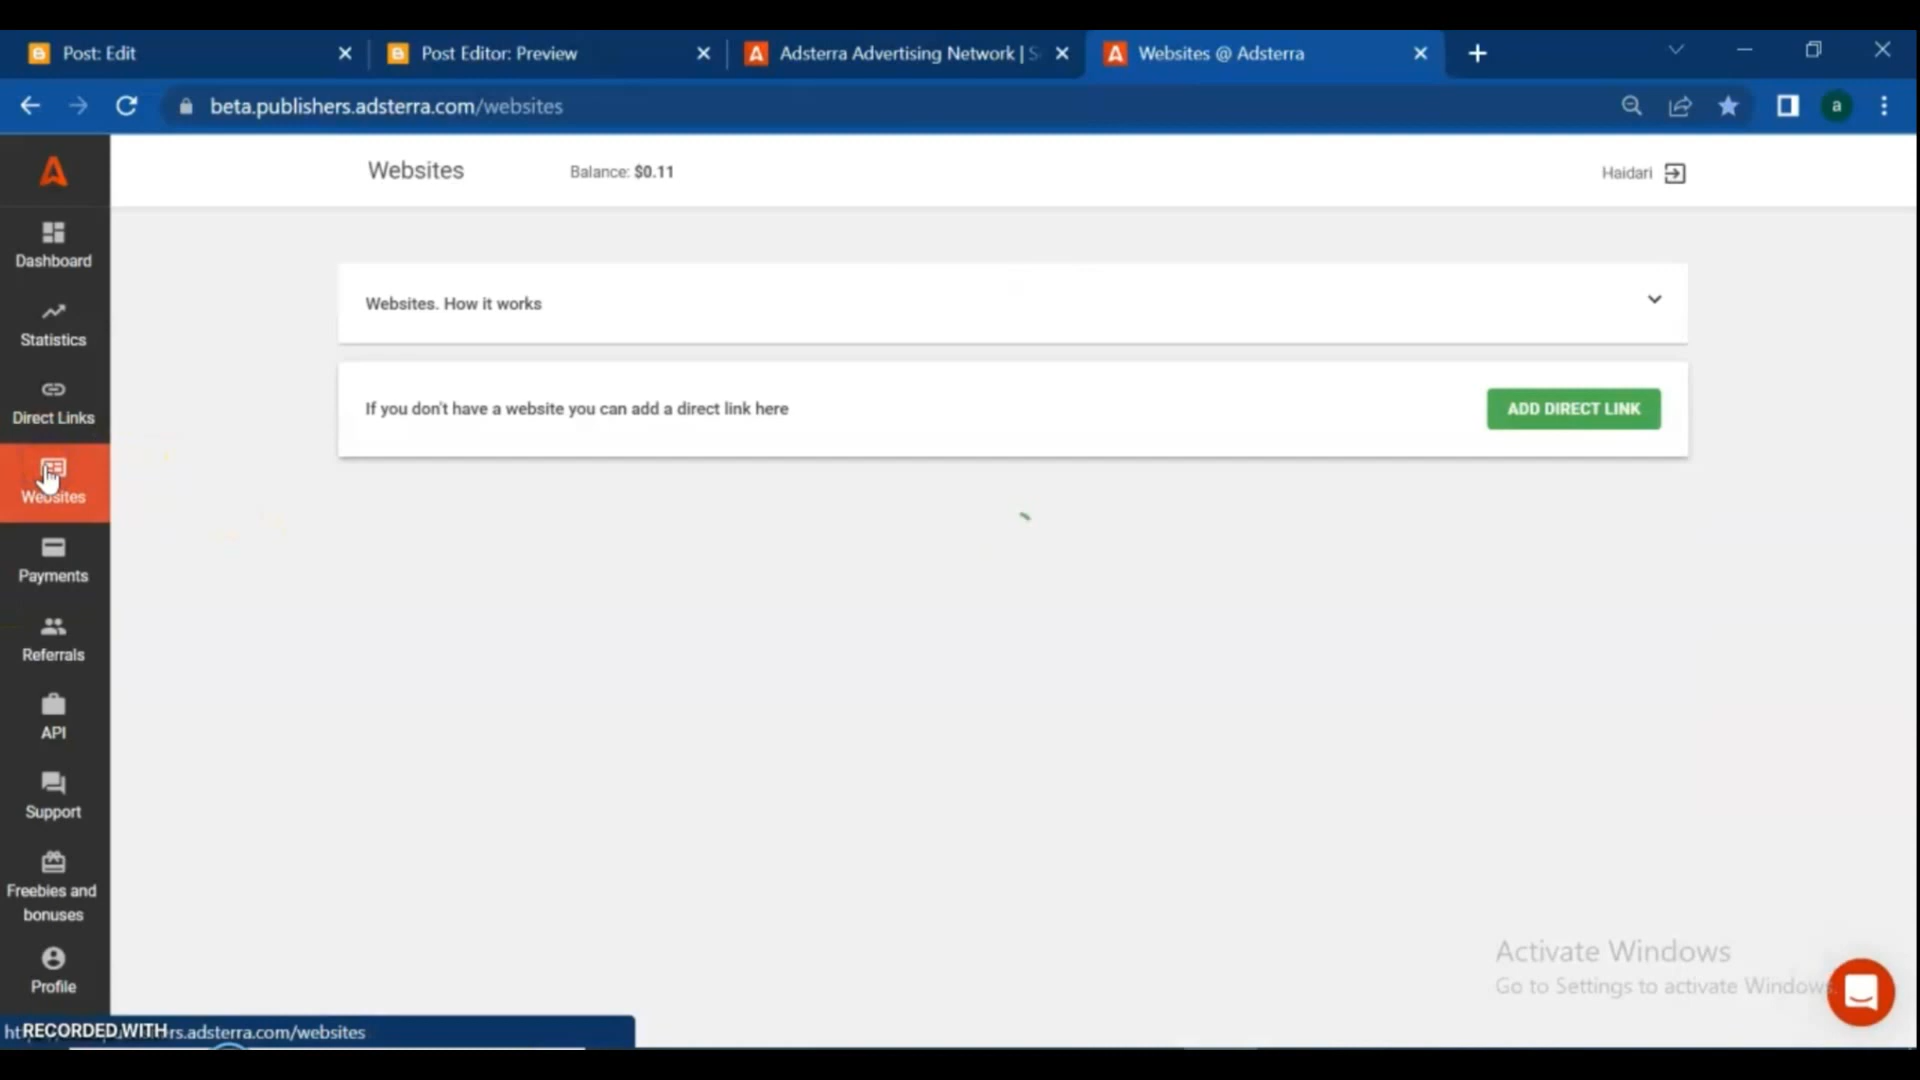 Post: Edit
Post Editor: Preview
Adsterra Advertising Network | S
Websites @ Adsterra
beta.publishers.adsterra.com/websites
a
Websites
Balance: $0.11
Haidari
Dashboard
Statistics
Direct Links
Websites
Payments
Referrals
API
Support
Freebies and
bonuses
Profile
Websites. How it works
If you don't have a website you can add a direct link here
ADD DIRECT LINK
Activate Windows
Go to Settings to activate Windows.
RECORDED WITH
rs.adsterra.com/websites